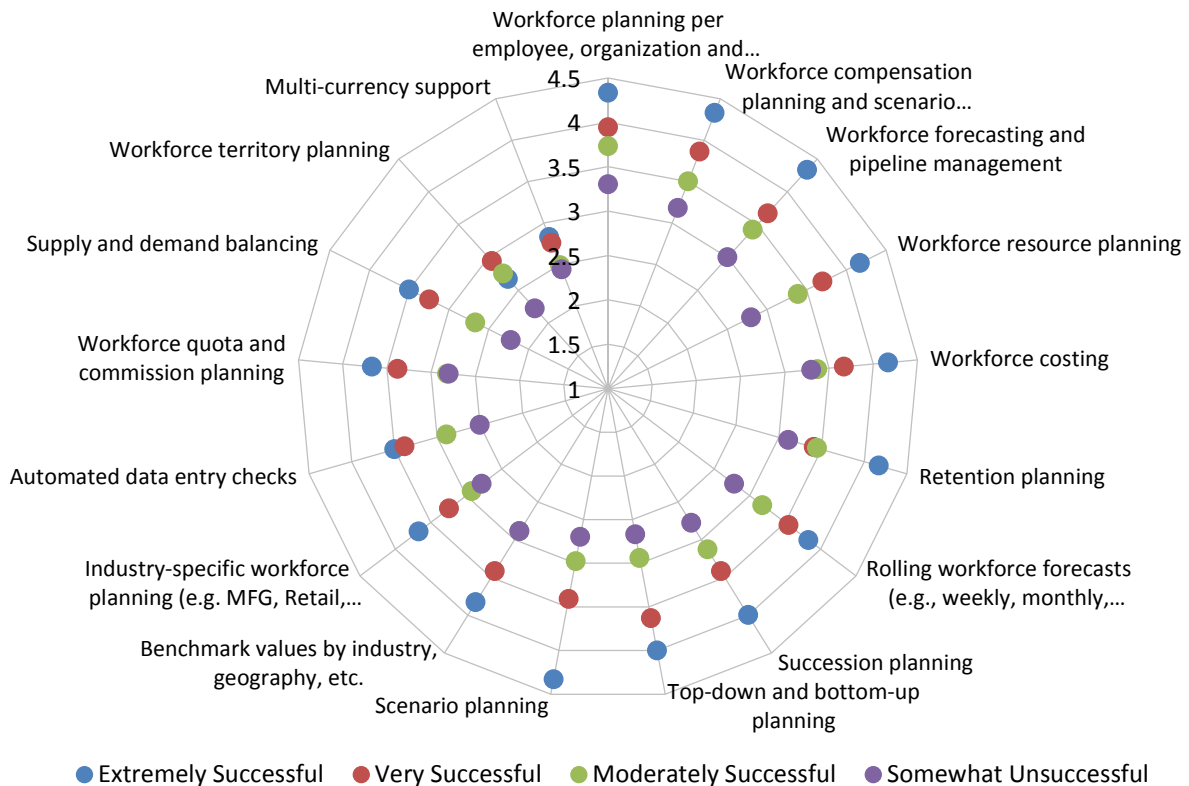 Workforce planning per
employee, organization and…
Workforce compensation
planning and scenario…
Workforce forecasting and
pipeline management
Workforce resource planning
Workforce costing
Retention planning
Rolling workforce forecasts
(e.g., weekly, monthly,…
Succession planning
Top-down and bottom-up
planning
Scenario planning
Benchmark values by industry,
geography, etc.
Industry-specific workforce
planning (e.g. MFG, Retail,…
Automated data entry checks
Workforce quota and
commission planning
Supply and demand balancing
Workforce territory planning
Multi-currency support
4.5
4
3.5
3
2.5
2
1.5
1
Extremely Successful
Very Successful
Moderately Successful
Somewhat Unsuccessful